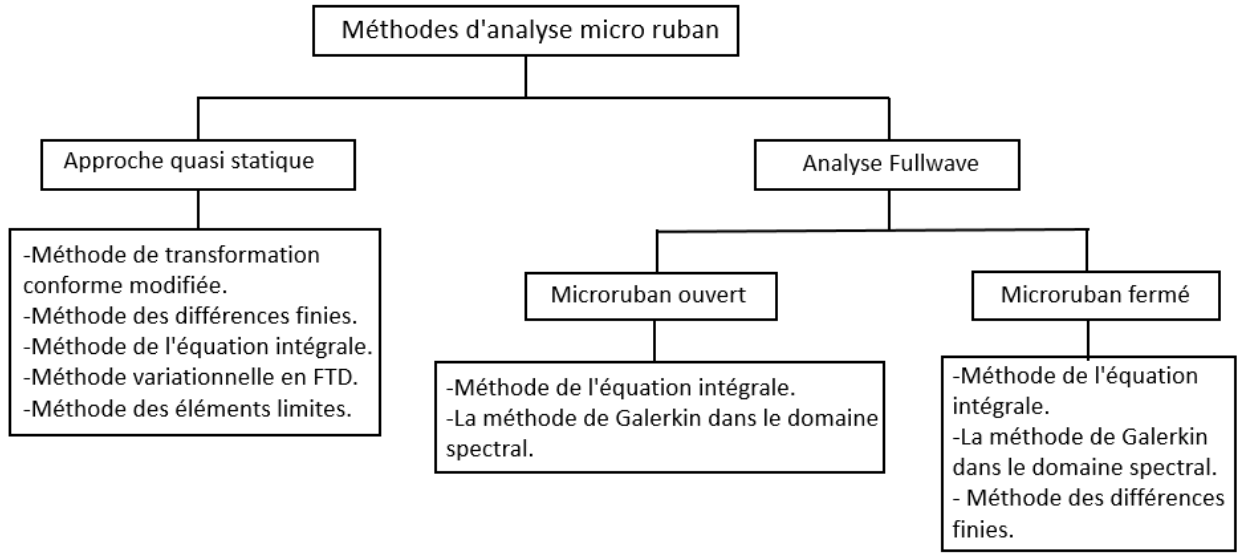 Méthodes d'analyse micro ruban
Approche quasi statique
Analyse Fullwave
-Méthode de transformation
conforme modifiée.
-Méthode des différences finies.
-Méthode de l'équation intégrale.
-Méthode variationnelle en FTD.
-Méthode des éléments limites.
Microruban ouvert
Microruban fermé
-Méthode de l'équation intégrale.
-La méthode de Galerkin dans le domaine
spectral.
-Méthode de l'équation
intégrale.
-La méthode de Galerkin
dans le domaine spectral.
- Méthode des différences
finies.